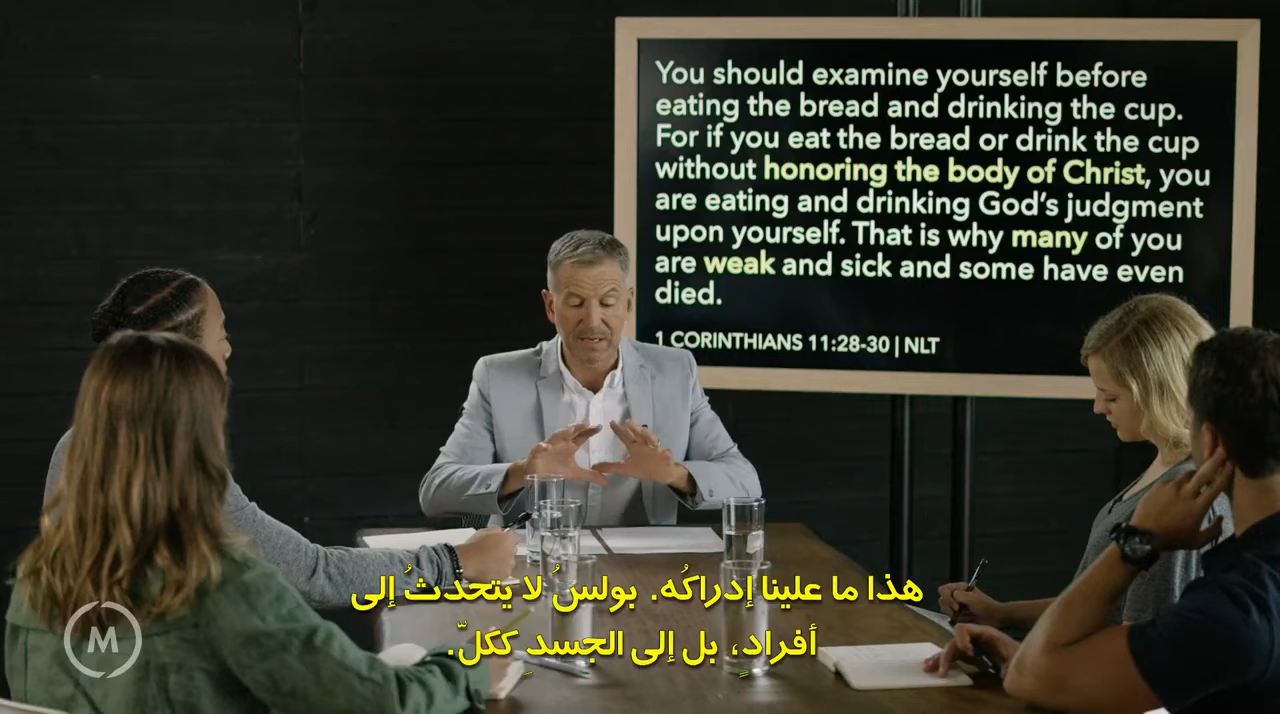 You should examine yourself before
eating the bread and drinking the cup.
For if you eat the bread or drink the cup
without honoring the body of Christ, you
are eating and drinking God's judgment
upon yourself. That is why many of you
are weak and sick and some have even
died.
1 CORINTHIANS 11:28-30 | NLT
هذا ما علينا إدراكُه. بولسُ لا يتحدثُ إلى
أفرادٍ، بل إلى الجسدِ ككلّ.
M